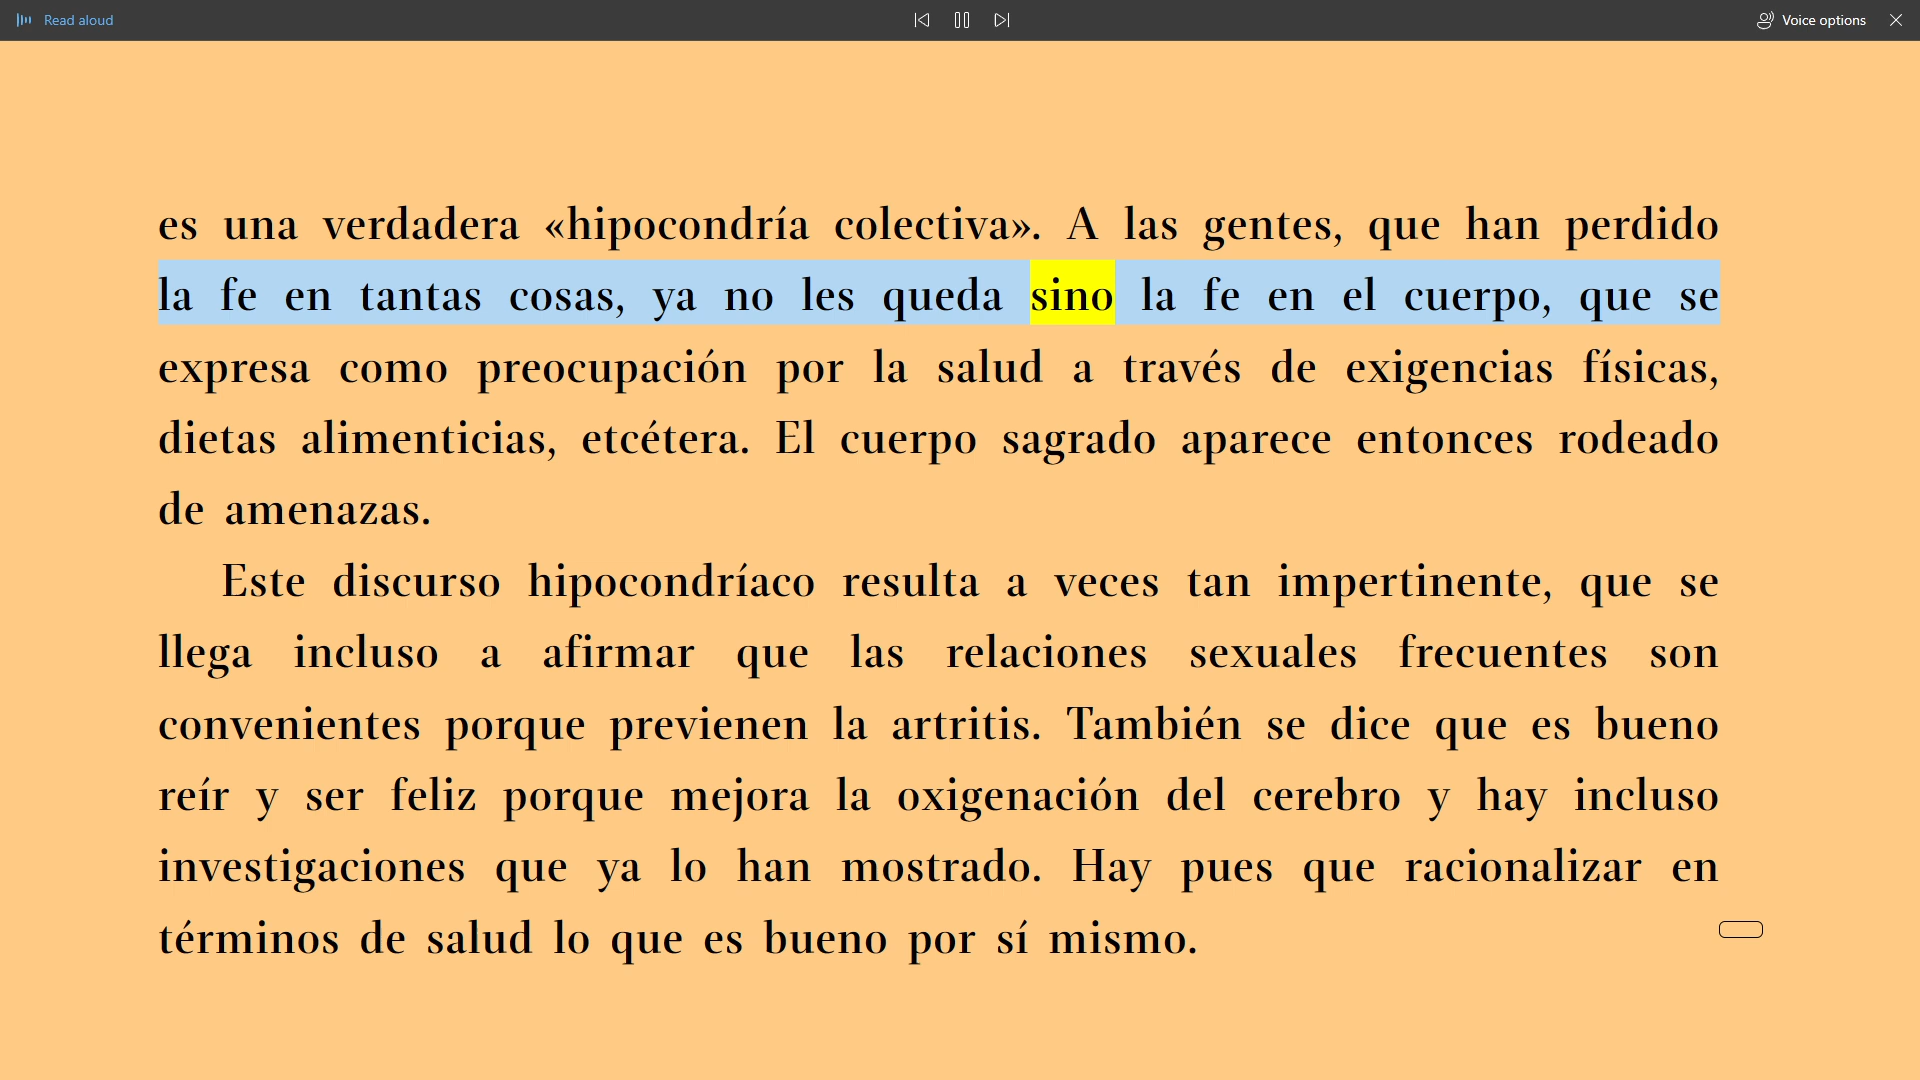 Read aloud
Voice options
es una verdadera «hipocondría colectiva». A las gentes, que han perdido
la fe en tantas cosas, ya no les queda sino la fe en el cuerpo, que se
expresa como preocupación por la salud a través de exigencias físicas,
dietas alimenticias, etcétera. El cuerpo sagrado aparece entonces rodeado
de amenazas.
Este discurso hipocondríaco resulta a veces tan impertinente, que se
llega incluso a afirmar que las relaciones sexuales frecuentes son
convenientes porque previenen la artritis. También se dice que es bueno
reír y ser feliz porque mejora la oxigenación del cerebro y hay incluso
investigaciones que ya lo han mostrado. Hay pues que racionalizar en
términos de salud lo que es bueno por sí mismo.